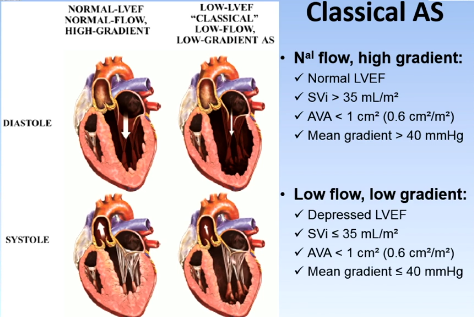 NORMAL-LVEF
NORMAL-FLOW,
HIGH-GRADIENT
LOW-LVEF
“CLASSICAL”
LOW-FLOW,
LOW-GRADIENT AS
DIASTOLE
SYSTOLE
Classical AS
• Nal flow, high gradient:
✓ Normal LVEF
✓ SVi > 35 mL/m²
✓ AVA < 1 cm² (0.6 cm²/m²)
✓ Mean gradient > 40 mmHg
• Low flow, low gradient:
✓ Depressed LVEF
✓ SVi ≤ 35 mL/m²
✓ AVA < 1 cm² (0.6 cm²/m²)
✓ Mean gradient ≤ 40 mmHg